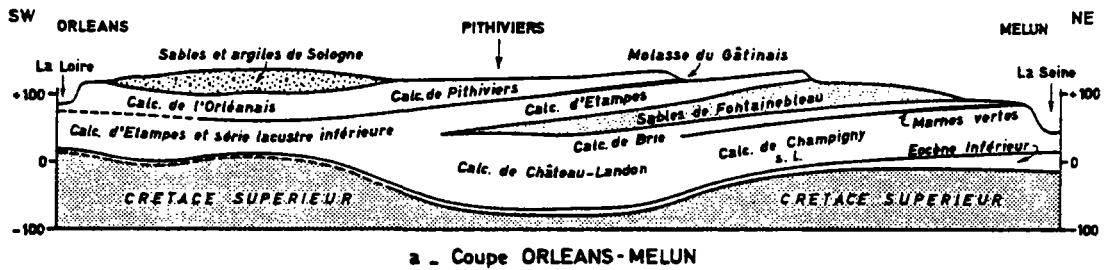 SW
NE
ORLEANS
PITHIVIERS
MELUN
Sables et argiles de Sologne
Molasse du Gâtinais
La Loire
La Seine
+100
+100
Calc. de l'Orléanais
Calc. de Pithiviers
Calc. d'Etampes
Sables de Fontainebleau
Calc. d'Etampes et série lacustre inférieure
Calc. de Brie
Marnes vertes
Calc. de Champigny
s. l.
Eocène Inférieur
0
0
Calc. de Château-Landon
CRETACE SUPERIEUR
CRETACE SUPERIEUR
-100
-100
a _ Coupe ORLEANS-MELUN